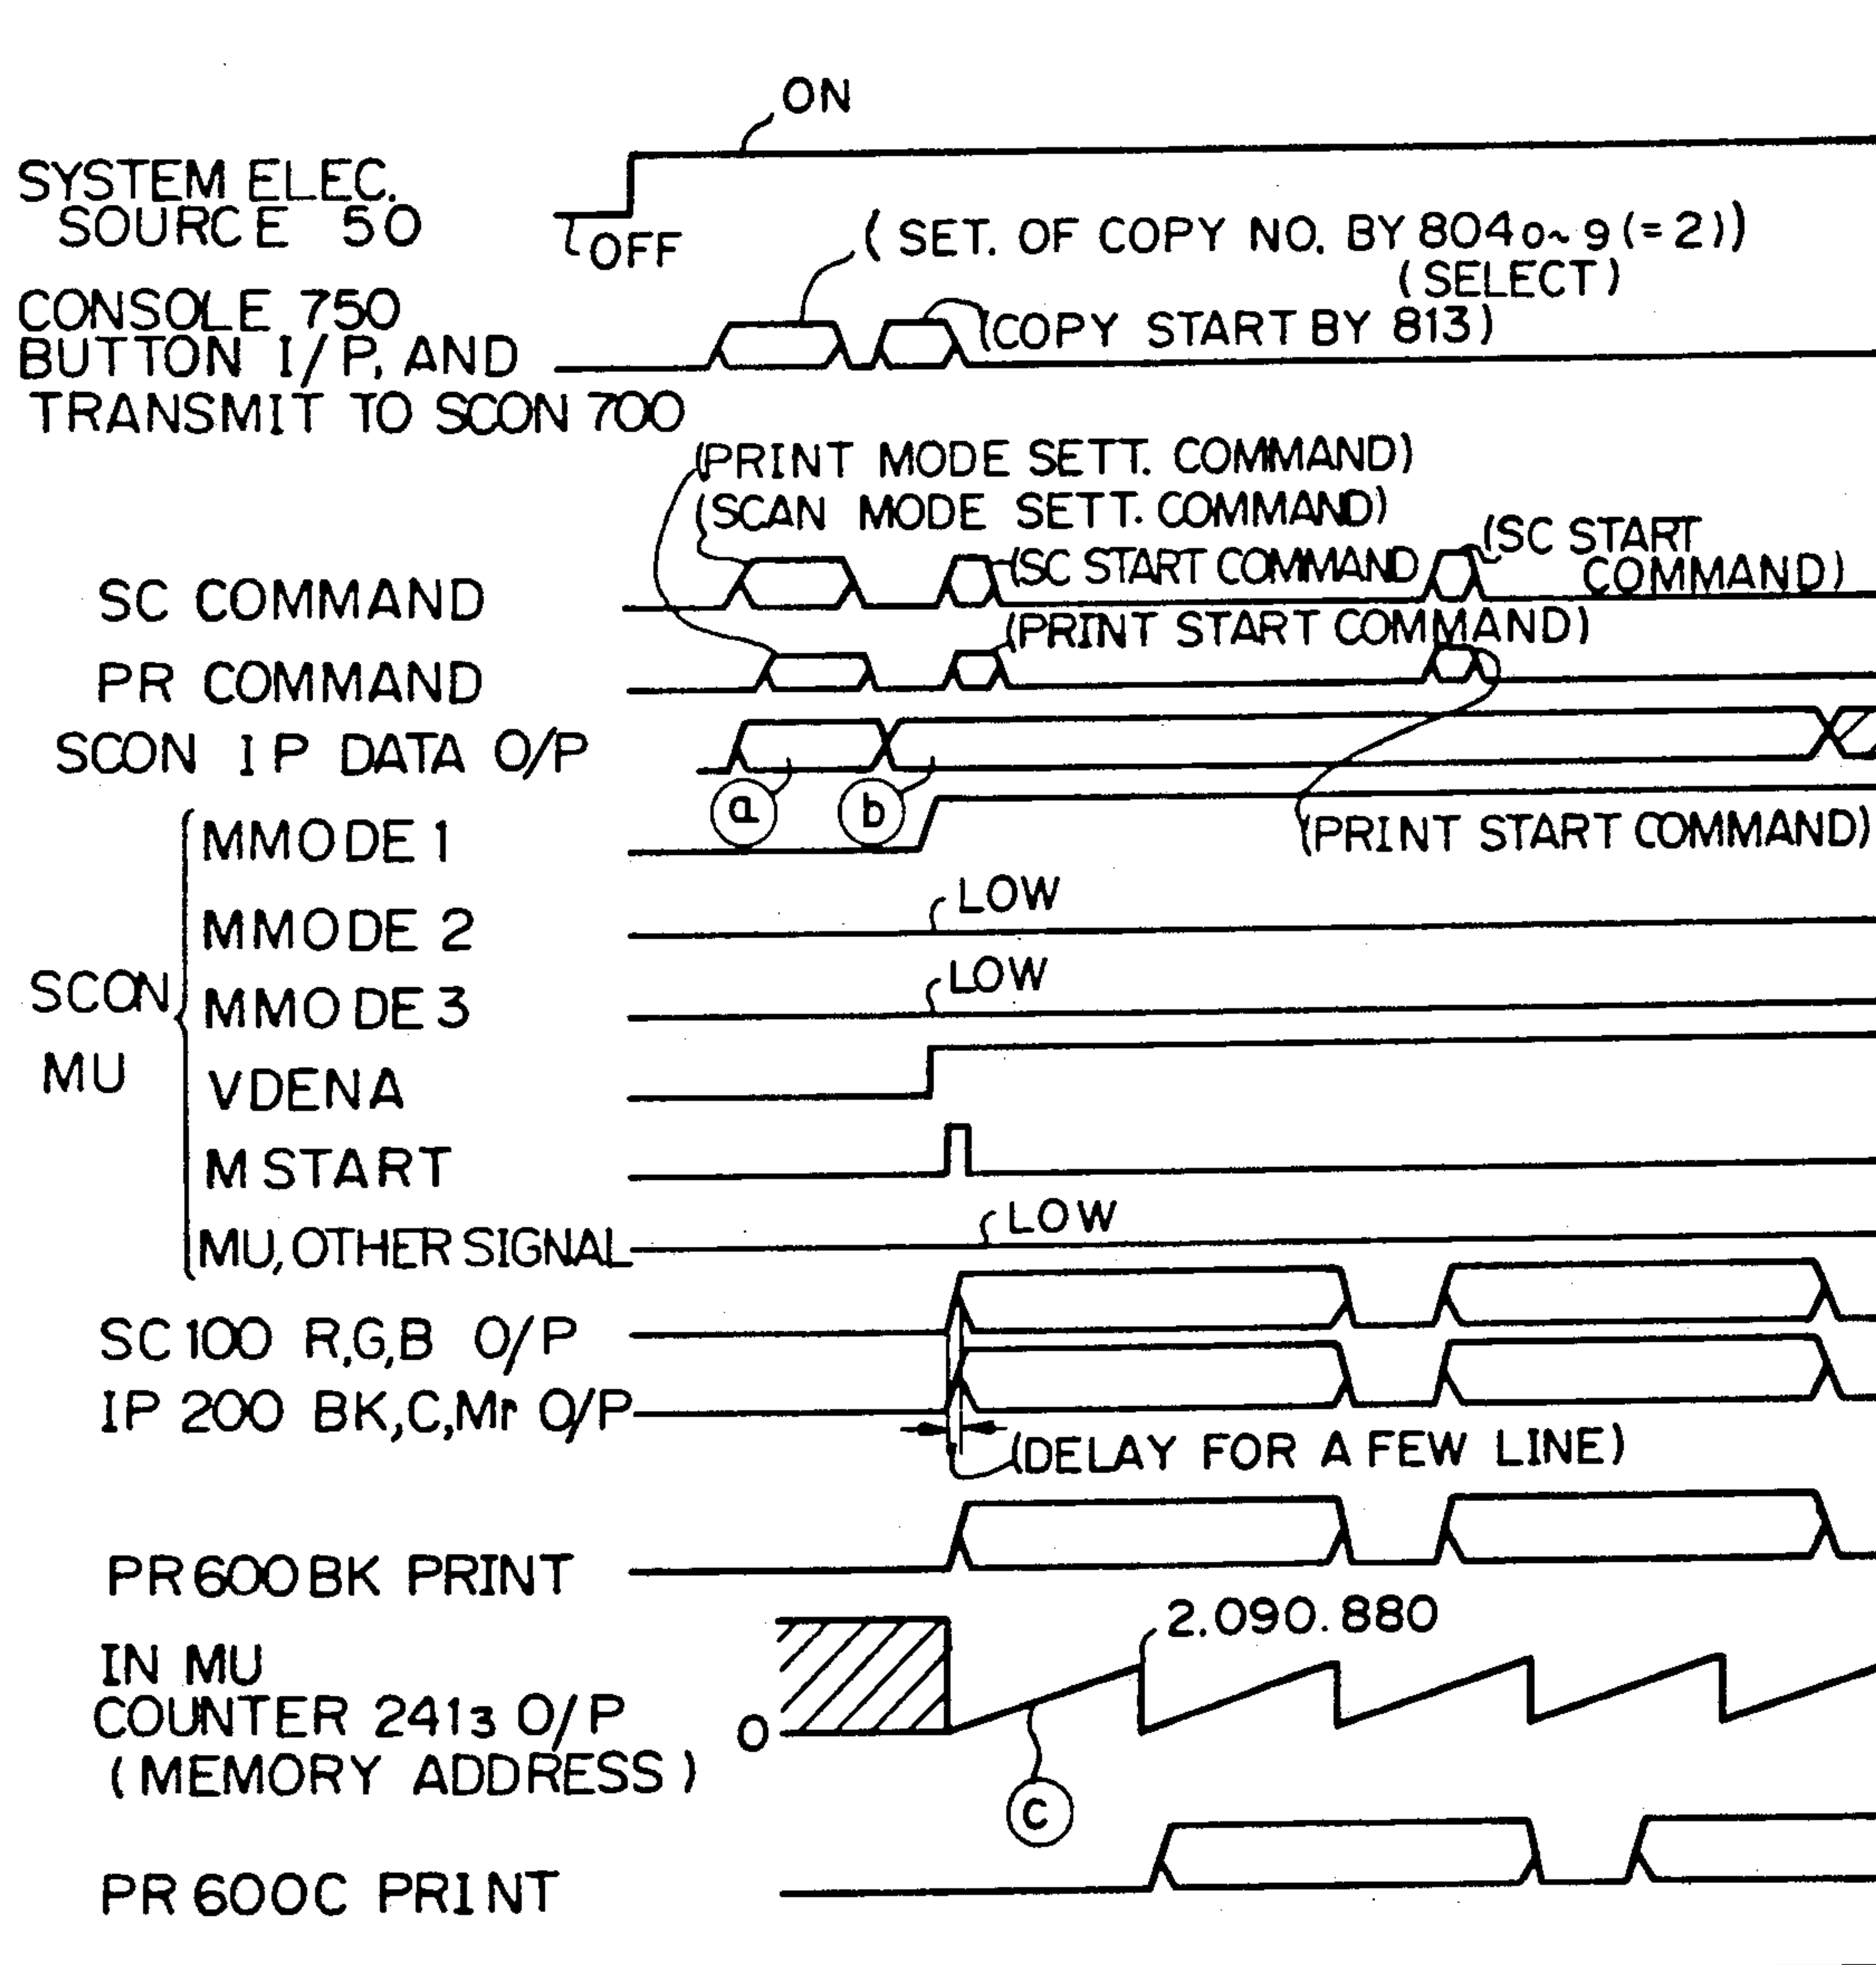 ON
SYSTEM ELEC.
SOURCE 50
OFF
(SET. OF COPY NO. BY 804₀~₉ (=2))
(SELECT)
CONSOLE 750
BUTTON I/P, AND
TRANSMIT TO SCON 700
(COPY START BY 813)
(PRINT MODE SETT. COMMAND)
(SCAN MODE SETT. COMMAND)
SC COMMAND
(SC START COMMAND
(SC START
COMMAND)
(PRINT START COMMAND)
PR COMMAND
SCON IP DATA O/P
a
b
(PRINT START COMMAND)
SCON
MU
MMODE 1
MMODE 2
LOW
MMODE 3
LOW
VDENA
M START
MU, OTHER SIGNAL
LOW
SC 100 R,G,B O/P
IP 200 BK,C,Mr O/P
(DELAY FOR A FEW LINE)
PR 600 BK PRINT
2.090.880
IN MU
COUNTER 241₃ O/P
(MEMORY ADDRESS)
0
c
PR 600C PRINT